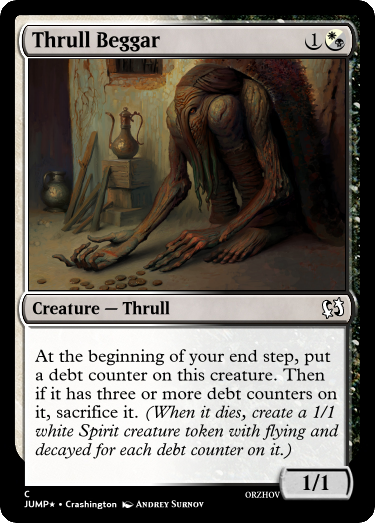 Thrull Beggar 1
Creature — Thrull
At the beginning of your end step, put
a debt counter on this creature. Then
if it has three or more debt counters on
it, sacrifice it. (When it dies, create a 1/1
white Spirit creature token with flying and
decayed for each debt counter on it.)
1/1
C
ORZHOV
JUMP★ • Crashington Andrey Surnov